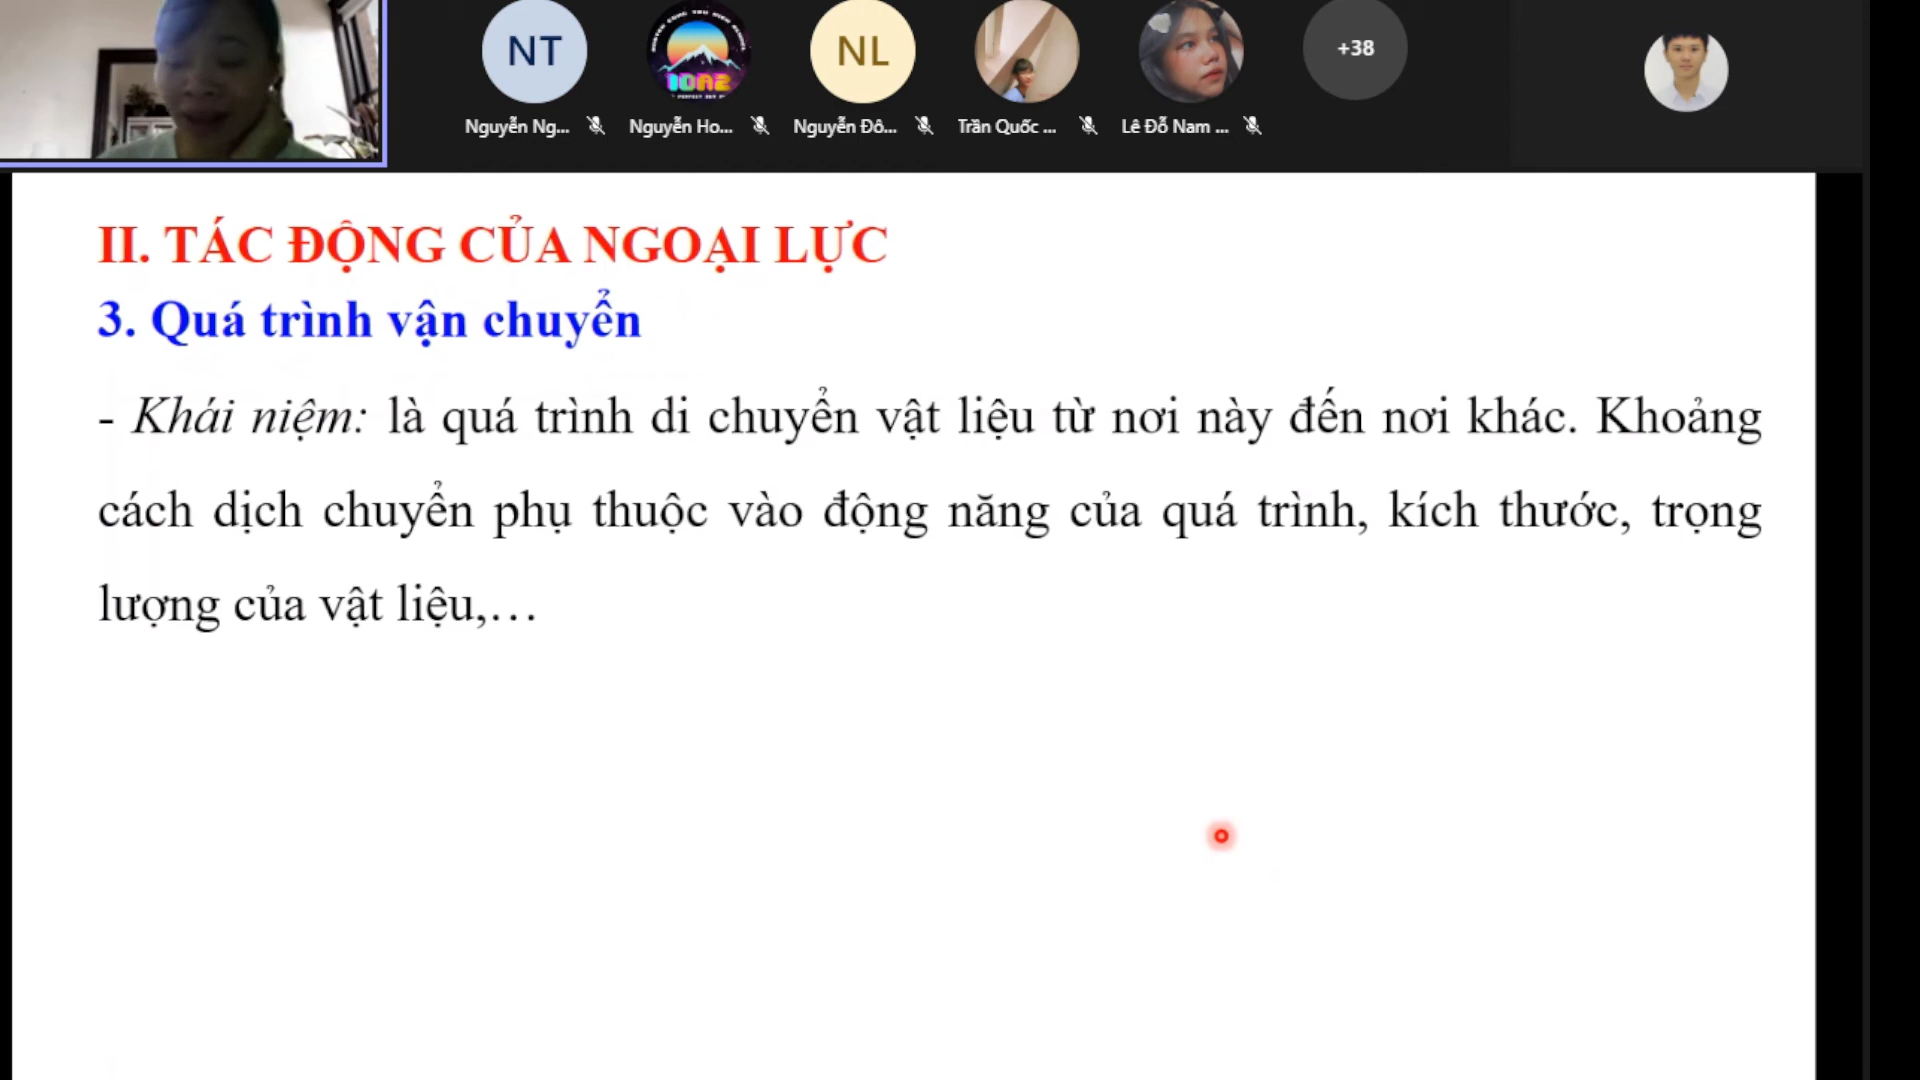 NT
NL
+38
10A2
Nguyễn Ng...
Nguyễn Ho...
Nguyễn Đô...
Trần Quốc ...
Lê Đỗ Nam ...
II. TÁC ĐỘNG CỦA NGOẠI LỰC
3. Quá trình vận chuyển
- Khái niệm: là quá trình di chuyển vật liệu từ nơi này đến nơi khác. Khoảng
cách dịch chuyển phụ thuộc vào động năng của quá trình, kích thước, trọng
lượng của vật liệu,…